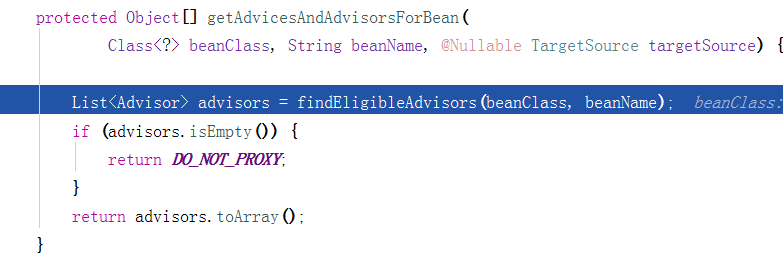 protected Object[] getAdvicesAndAdvisorsForBean(
Class<?> beanClass, String beanName, @Nullable TargetSource targetSource) {
List<Advisor> advisors = findEligibleAdvisors(beanClass, beanName); beanClass:
if (advisors.isEmpty()) {
return DO_NOT_PROXY;
}
return advisors.toArray();
}